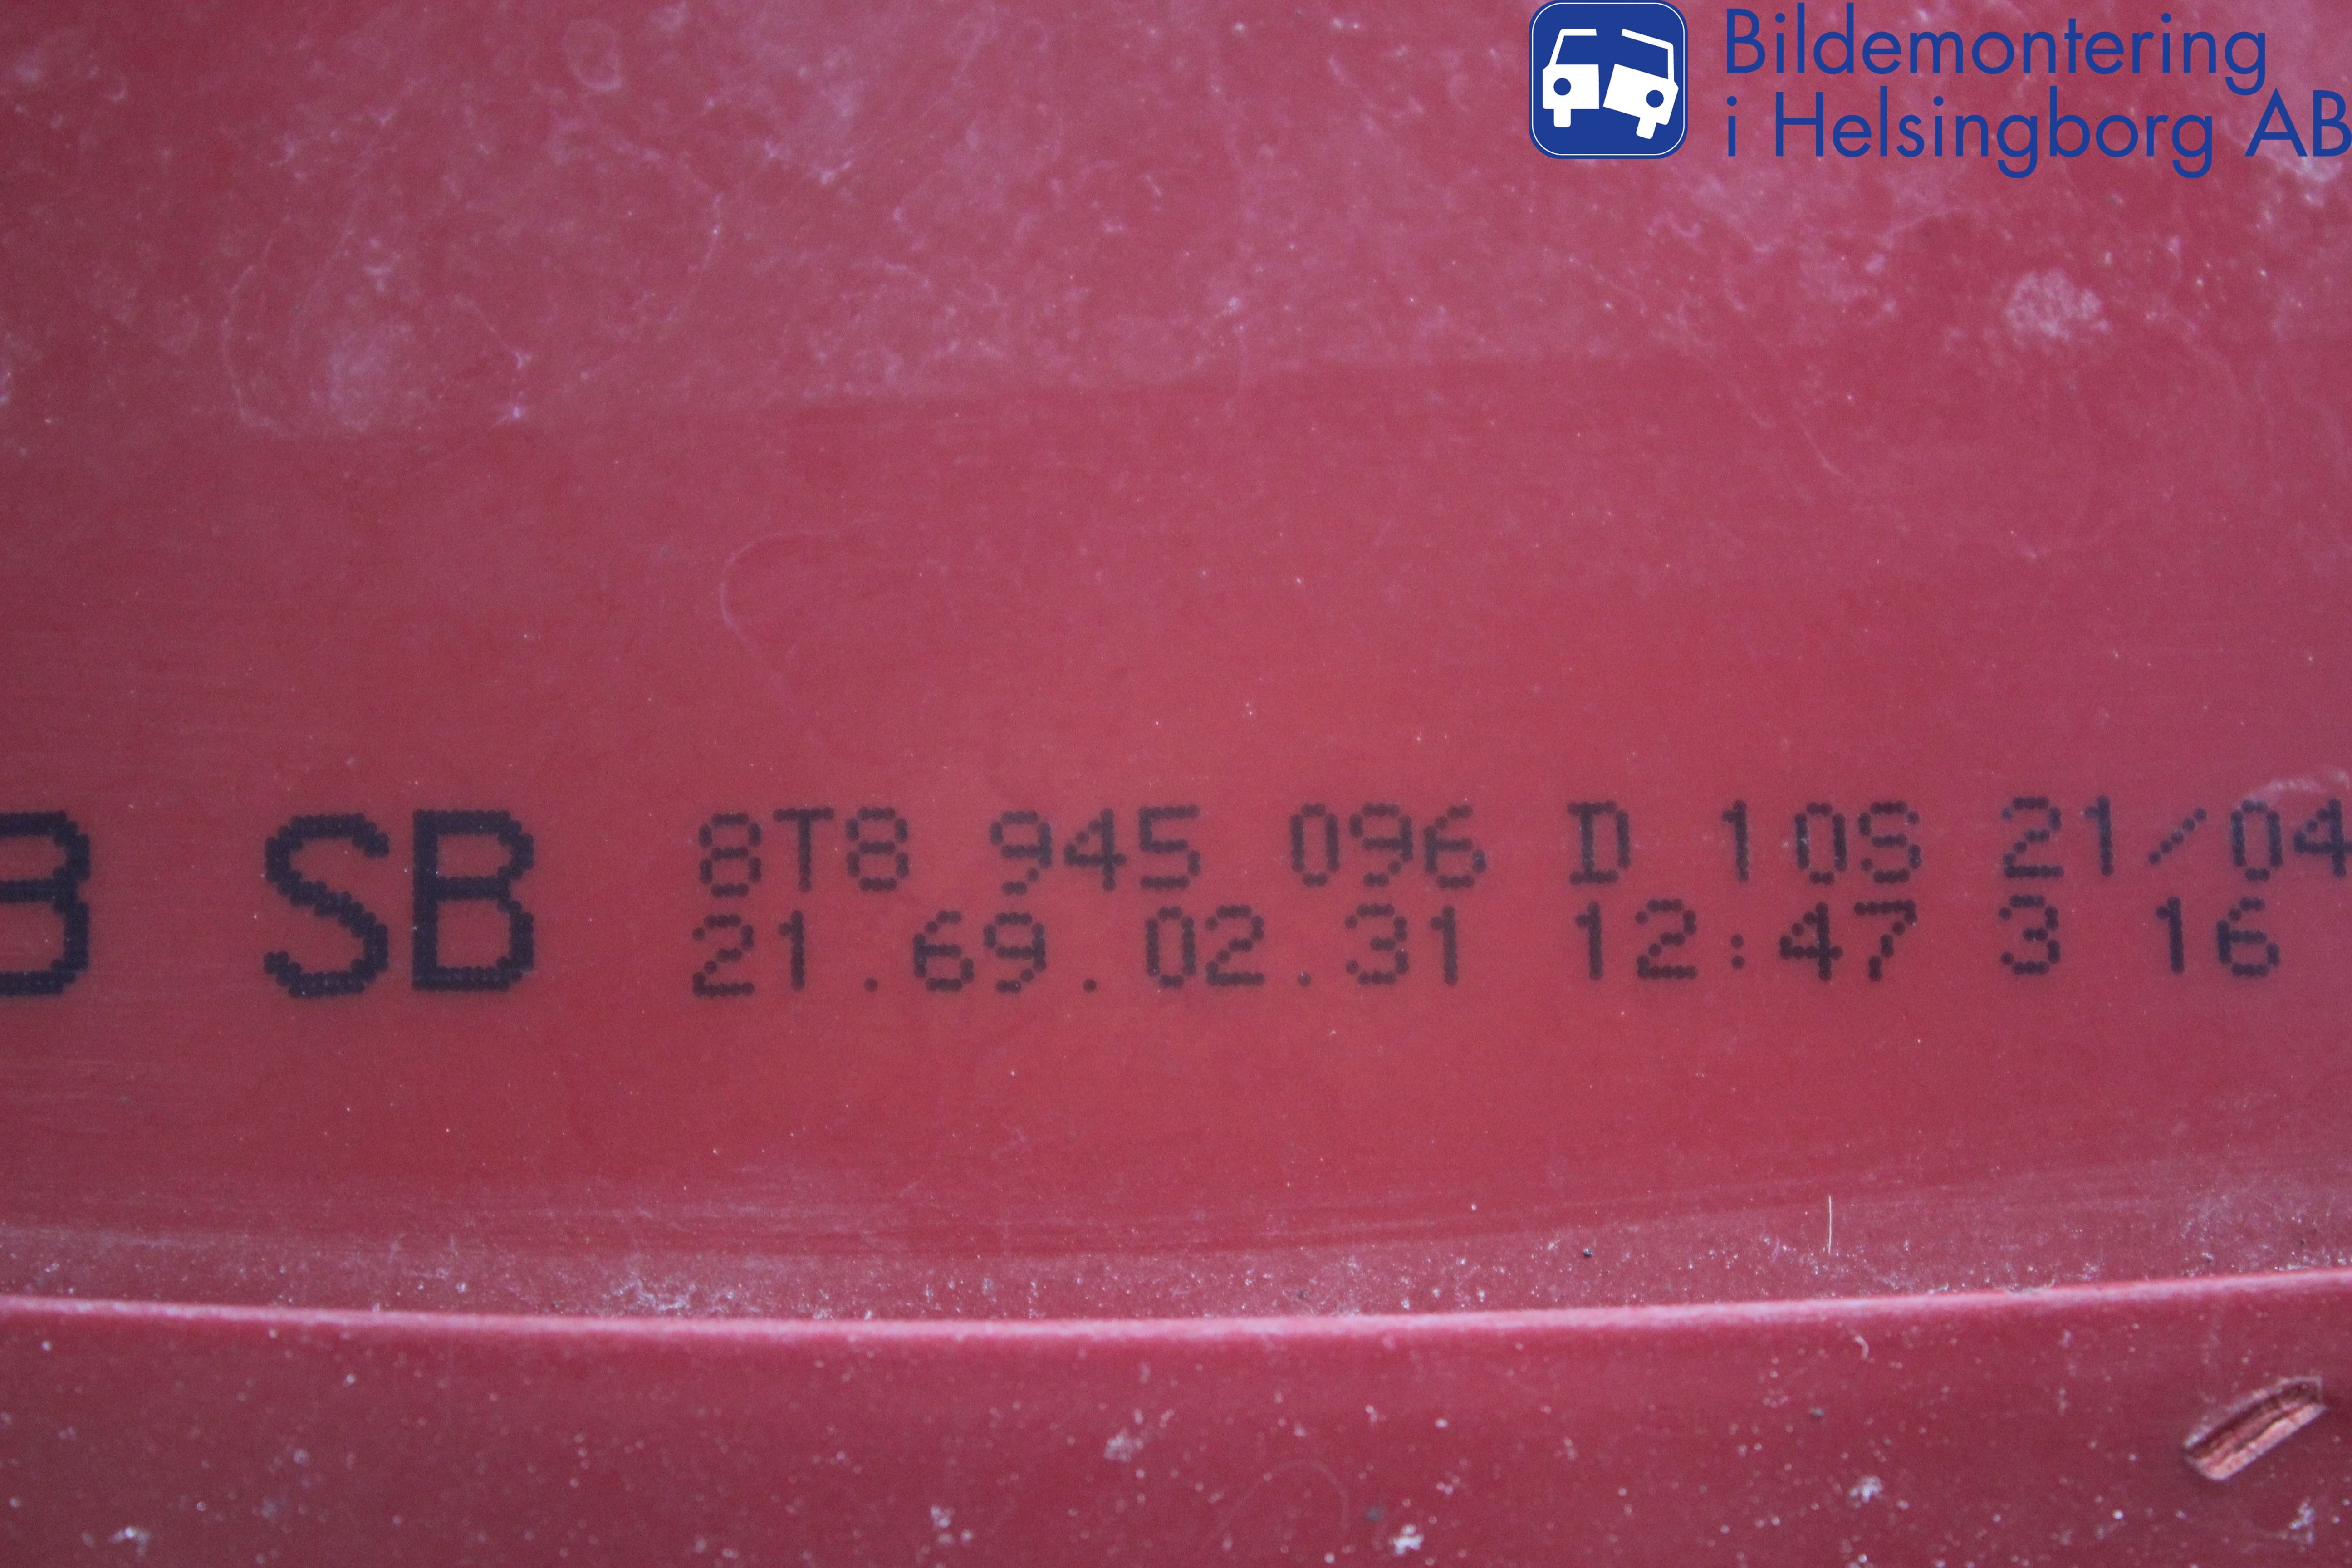 Bildemontering
i Helsingborg AB
B SB 8T8 945 096 D 10S 21/04
21.69.02.31 12:47 3 16